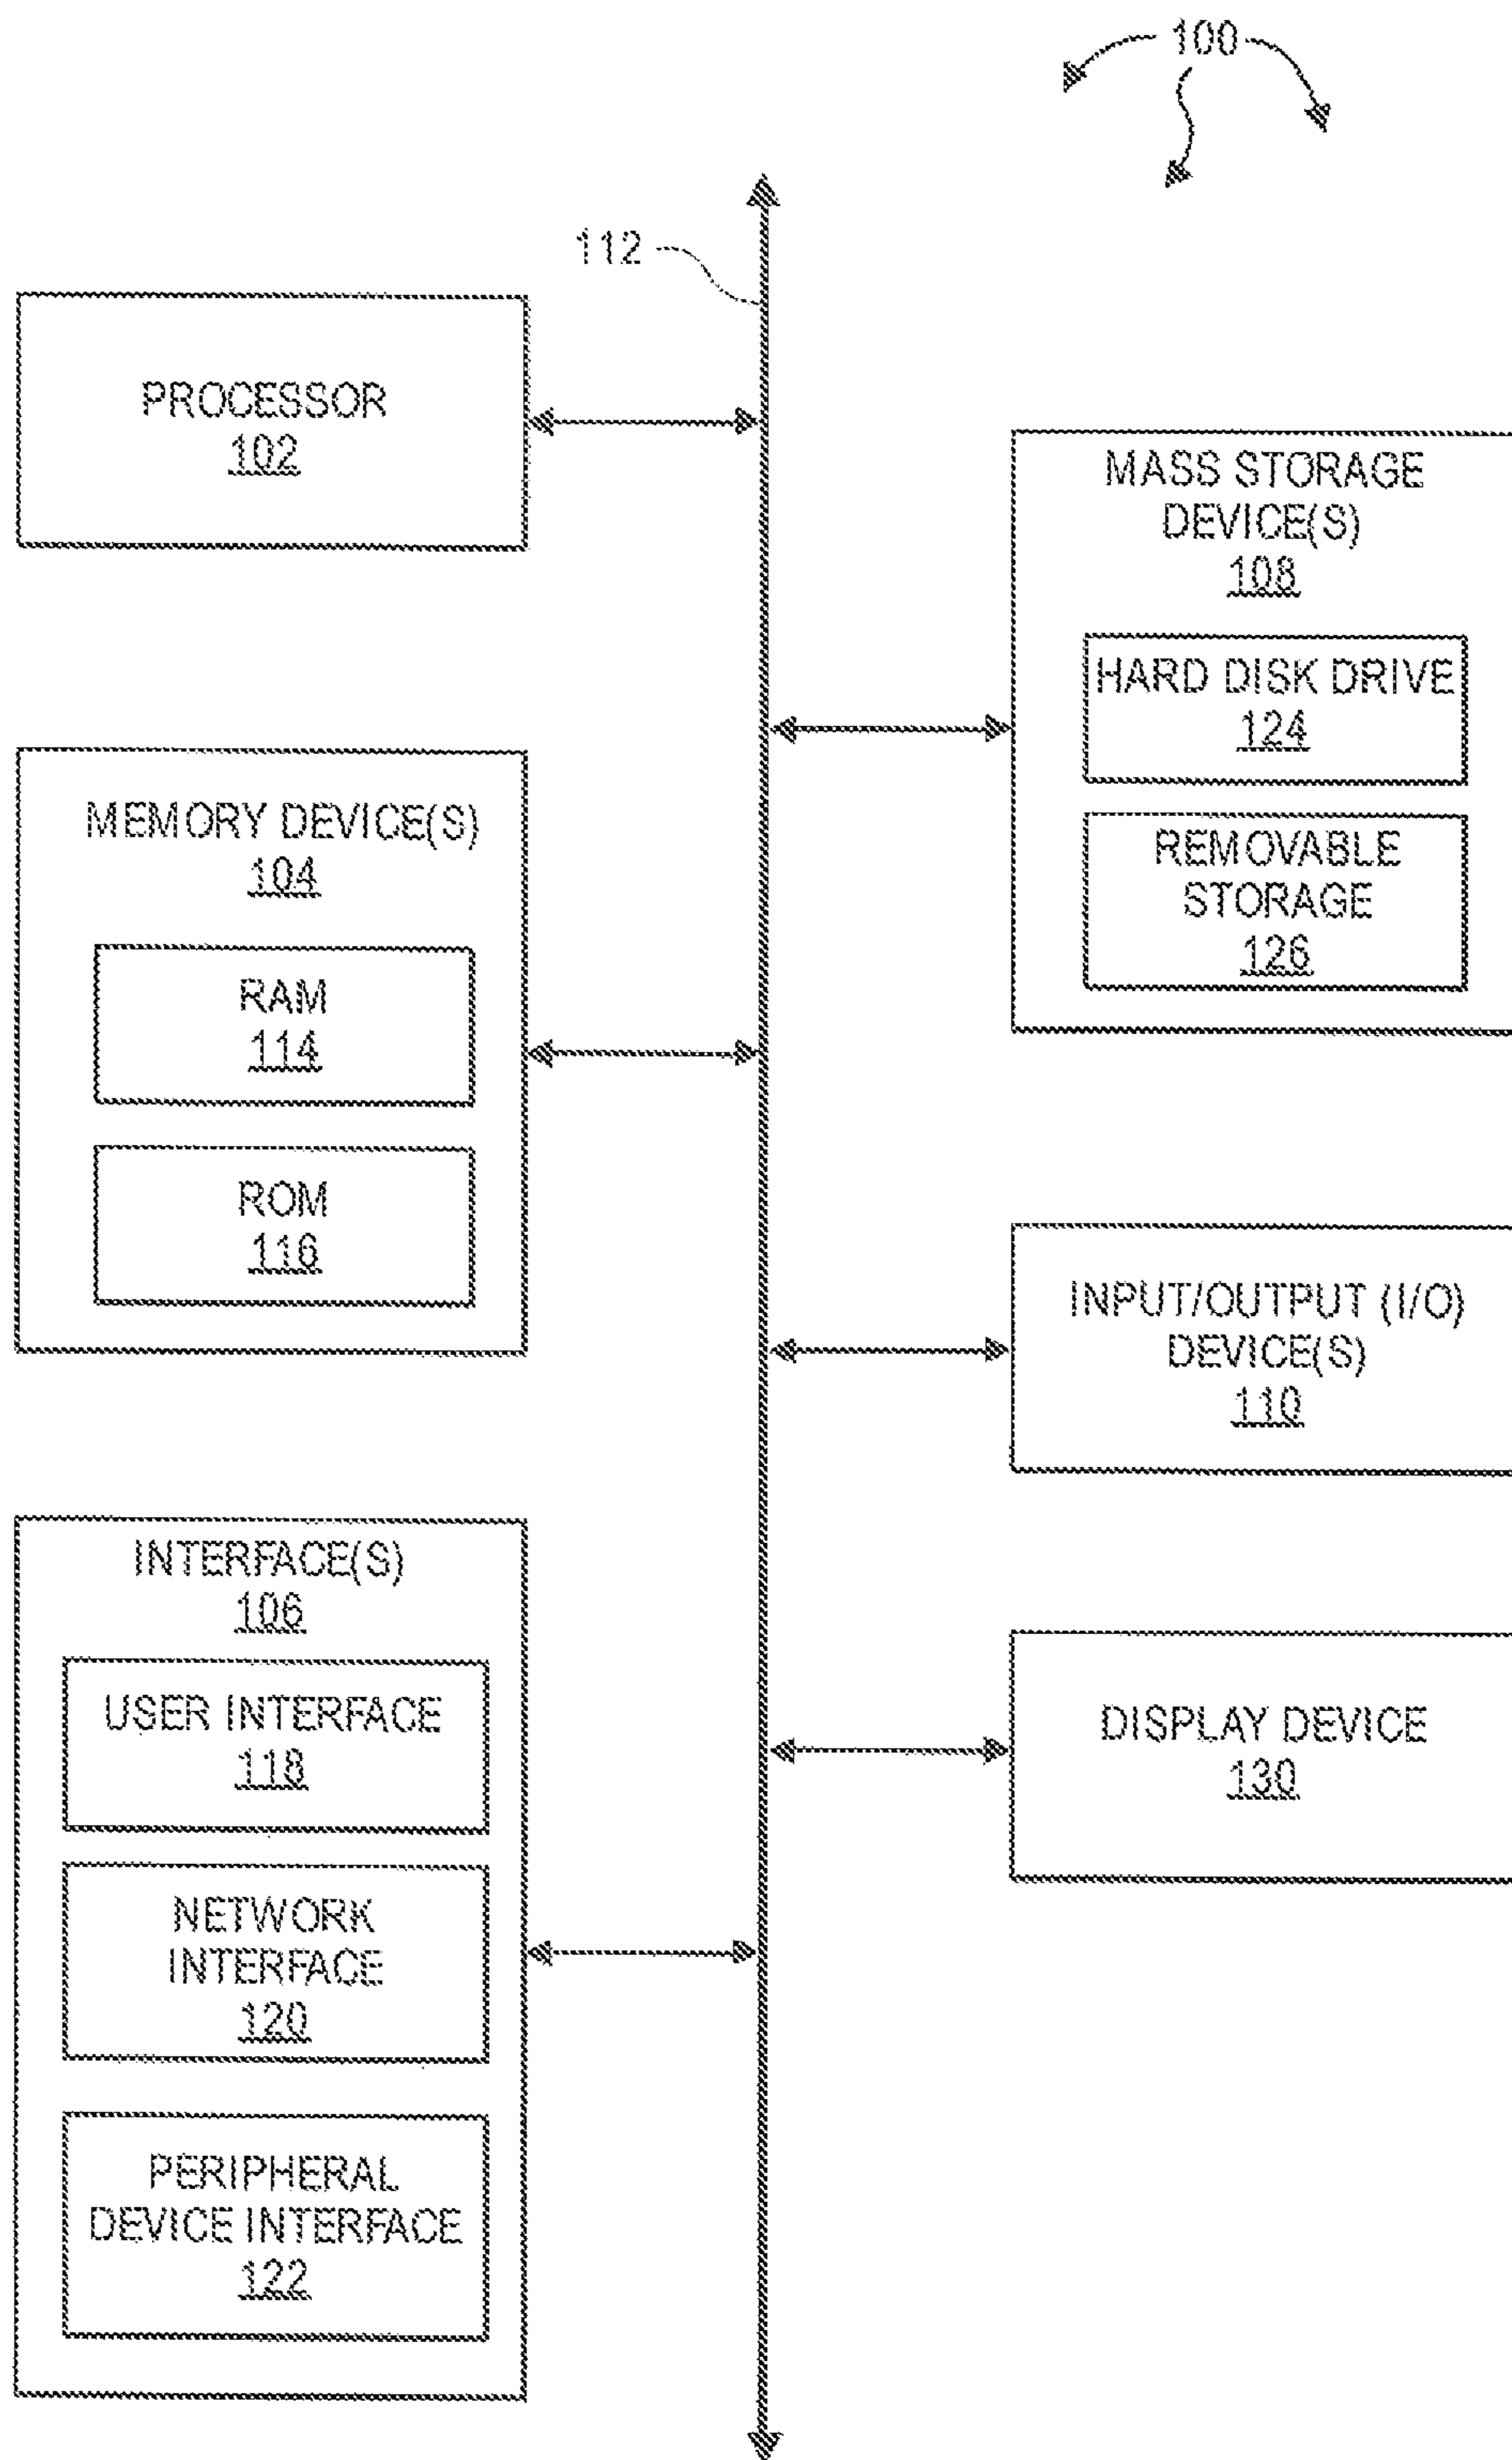 100
112
PROCESSOR
102
MEMORY DEVICE(S)
104
RAM
114
ROM
116
INTERFACE(S)
106
USER INTERFACE
118
NETWORK
INTERFACE
120
PERIPHERAL
DEVICE INTERFACE
122
MASS STORAGE
DEVICE(S)
108
HARD DISK DRIVE
124
REMOVABLE
STORAGE
126
INPUT/OUTPUT (I/O)
DEVICE(S)
110
DISPLAY DEVICE
130